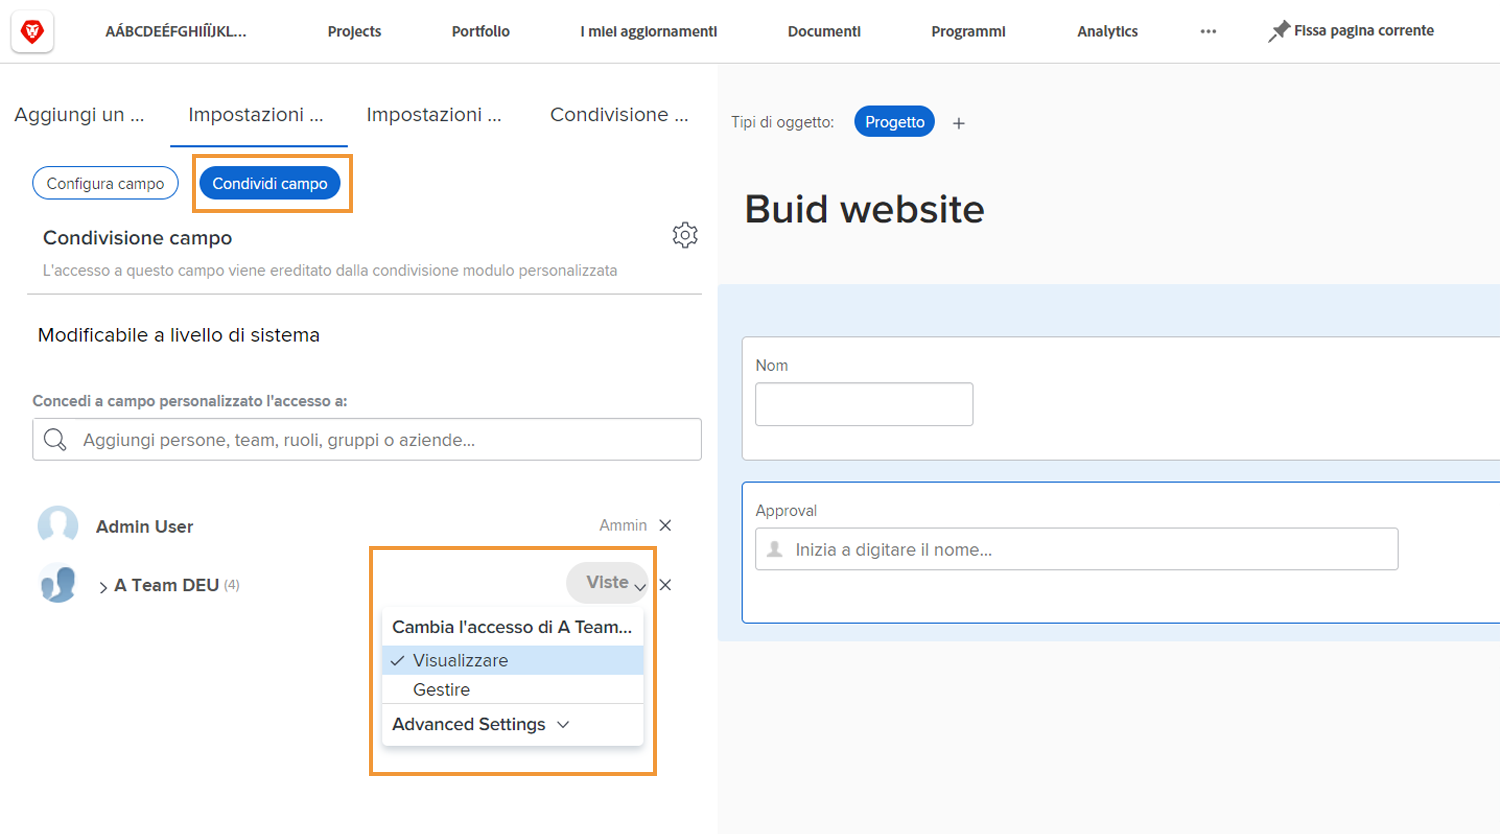 AÁBCDEÉFGHIÍÏJKL...
Projects
Portfolio
I miei aggiornamenti
Documenti
Programmi
Analytics
Fissa pagina corrente
Aggiungi un ...
Impostazioni ...
Impostazioni ...
Condivisione ...
Configura campo
Condividi campo
Condivisione campo
L'accesso a questo campo viene ereditato dalla condivisione modulo personalizzata
Modificabile a livello di sistema
Concedi a campo personalizzato l'accesso a:
Aggiungi persone, team, ruoli, gruppi o aziende...
Admin User
Ammin
A Team DEU (4)
Viste
Cambia l'accesso di A Team...
Visualizzare
Gestire
Advanced Settings
Tipi di oggetto:
Progetto
Buid website
Nom
Approval
Inizia a digitare il nome...